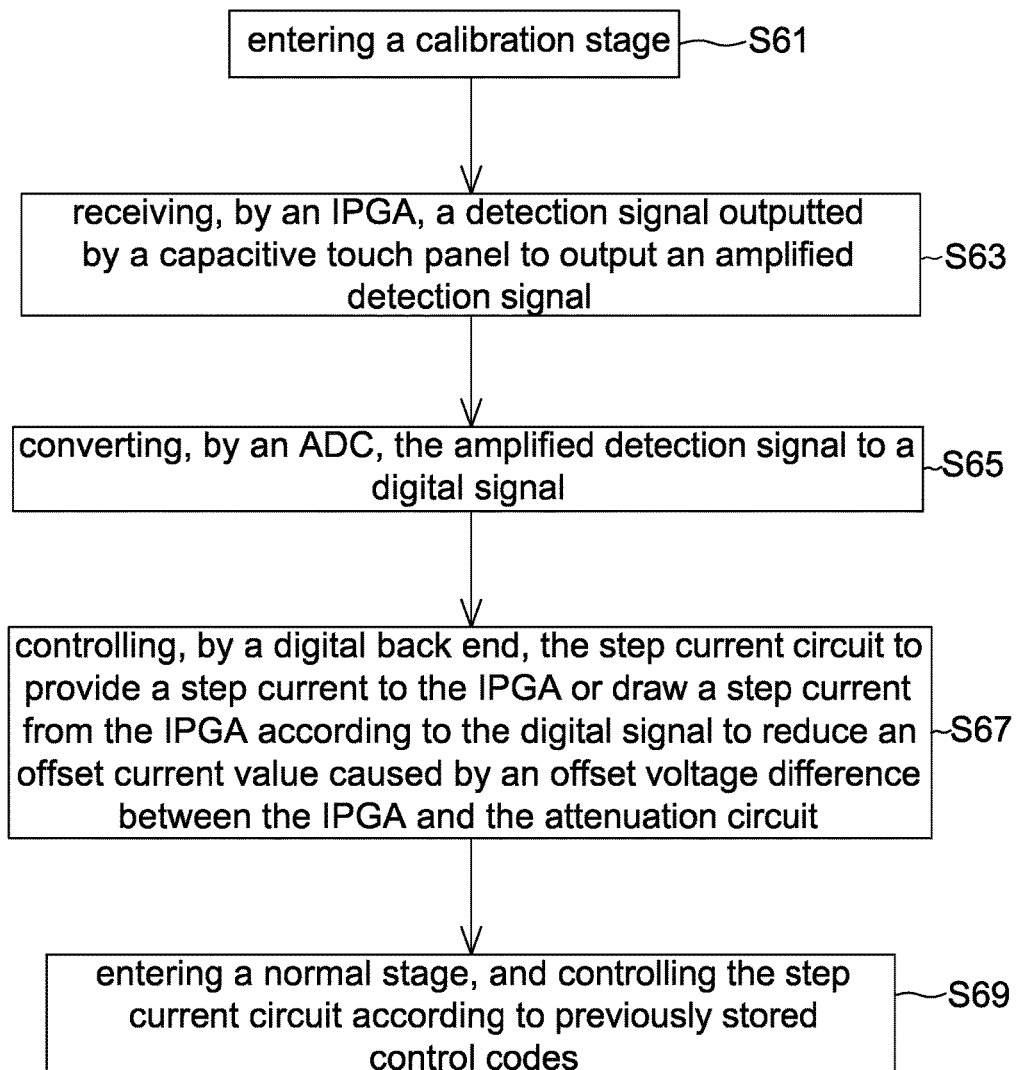 entering a calibration stage
S61
receiving, by an IPGA, a detection signal outputted
by a capacitive touch panel to output an amplified
detection signal
S63
converting, by an ADC, the amplified detection signal to a
digital signal
S65
controlling, by a digital back end, the step current circuit to
provide a step current to the IPGA or draw a step current
from the IPGA according to the digital signal to reduce an
offset current value caused by an offset voltage difference
between the IPGA and the attenuation circuit
S67
entering a normal stage, and controlling the step
current circuit according to previously stored
control codes
S69